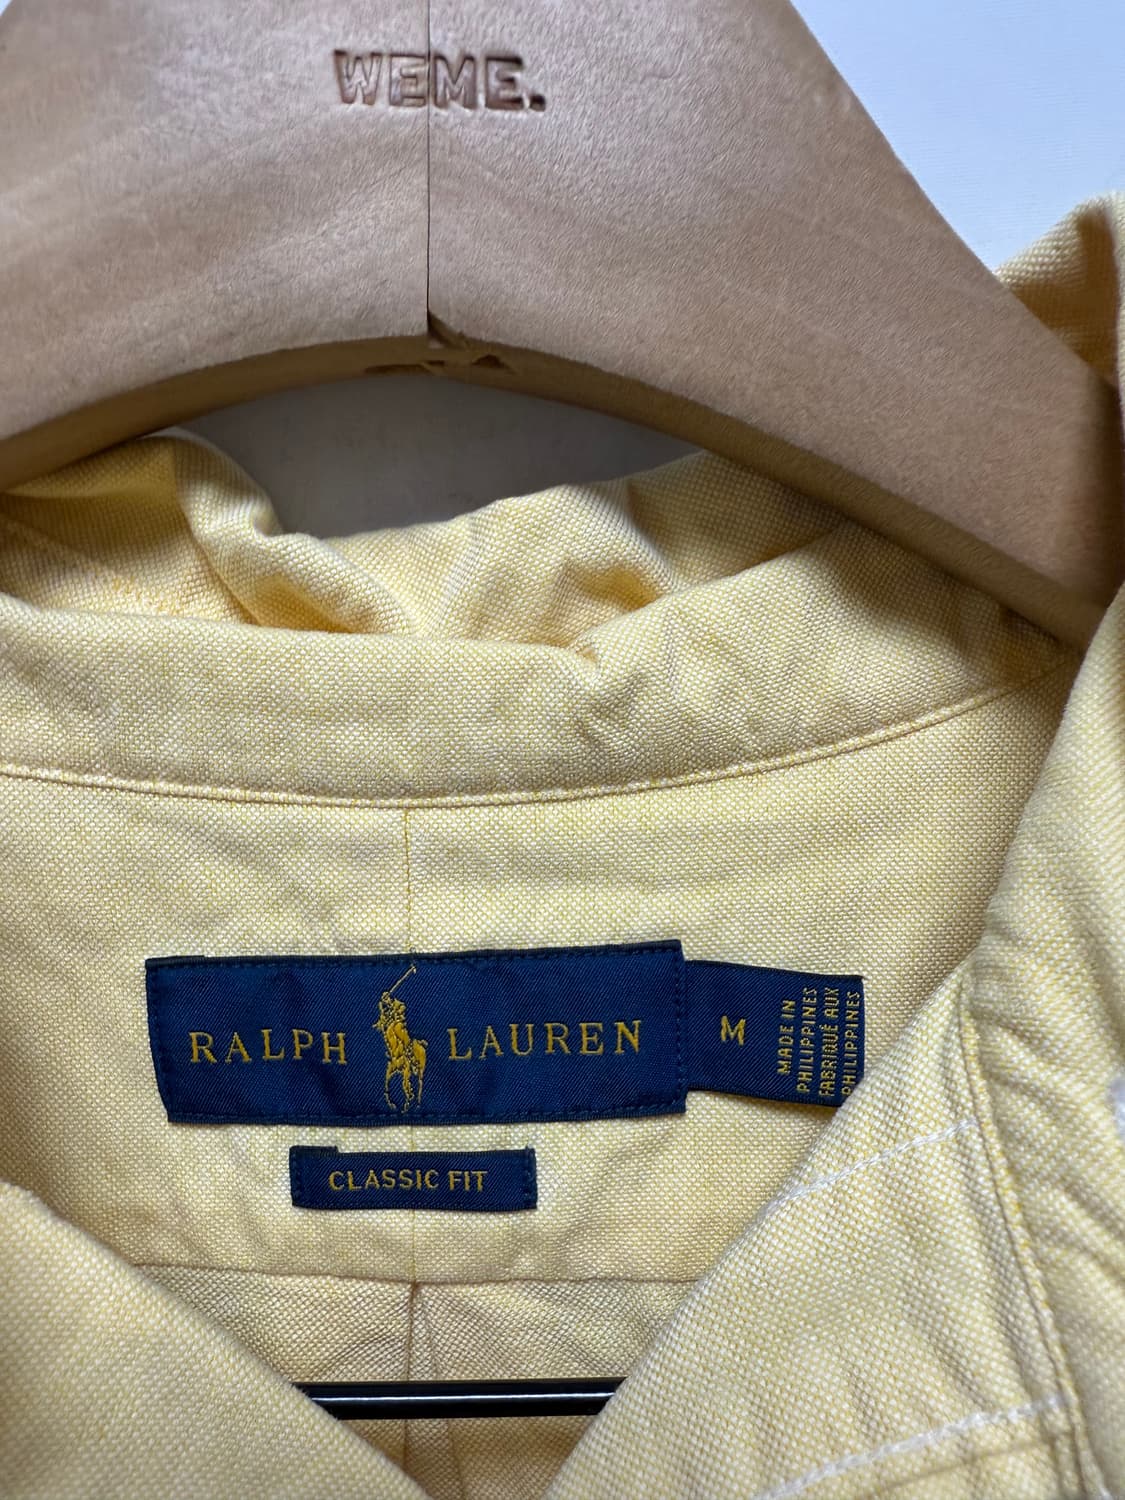 WEME.
RALPH LAUREN
M
MADE IN
PHILIPPINES
FABRIQUÉ AUX
PHILIPPINES
CLASSIC FIT